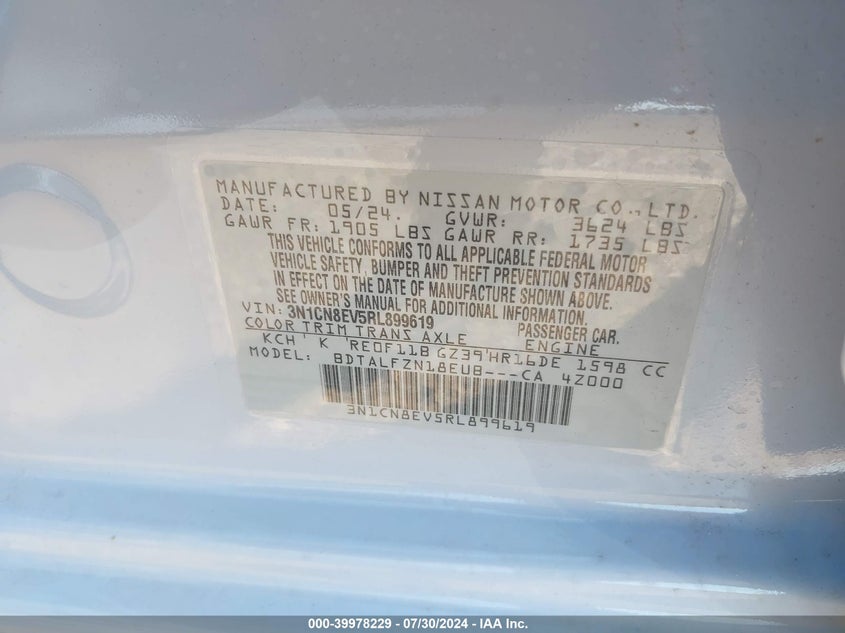 MANUFACTURED BY NISSAN MOTOR CO., LTD.
DATE: 05/24. GVWR: 3624 LBS
GAWR FR: 1905 LBS GAWR RR: 1735 LBS
THIS VEHICLE CONFORMS TO ALL APPLICABLE FEDERAL MOTOR
VEHICLE SAFETY, BUMPER AND THEFT PREVENTION STANDARDS
IN EFFECT ON THE DATE OF MANUFACTURE SHOWN ABOVE.
SEE OWNER'S MANUAL FOR ADDITIONAL INFORMATION.
VIN: 3N1CN8EV5RL899619 PASSENGER CAR.
COLOR TRIM TRANS AXLE ENGINE
KCH' K 'RE0F11B GZ39'HR16DE 1598 CC
MODEL: BDTALFZN18EUB---CA 4Z000
3N1CN8EV5RL899619
000-39978229 - 07/30/2024 - IAA Inc.